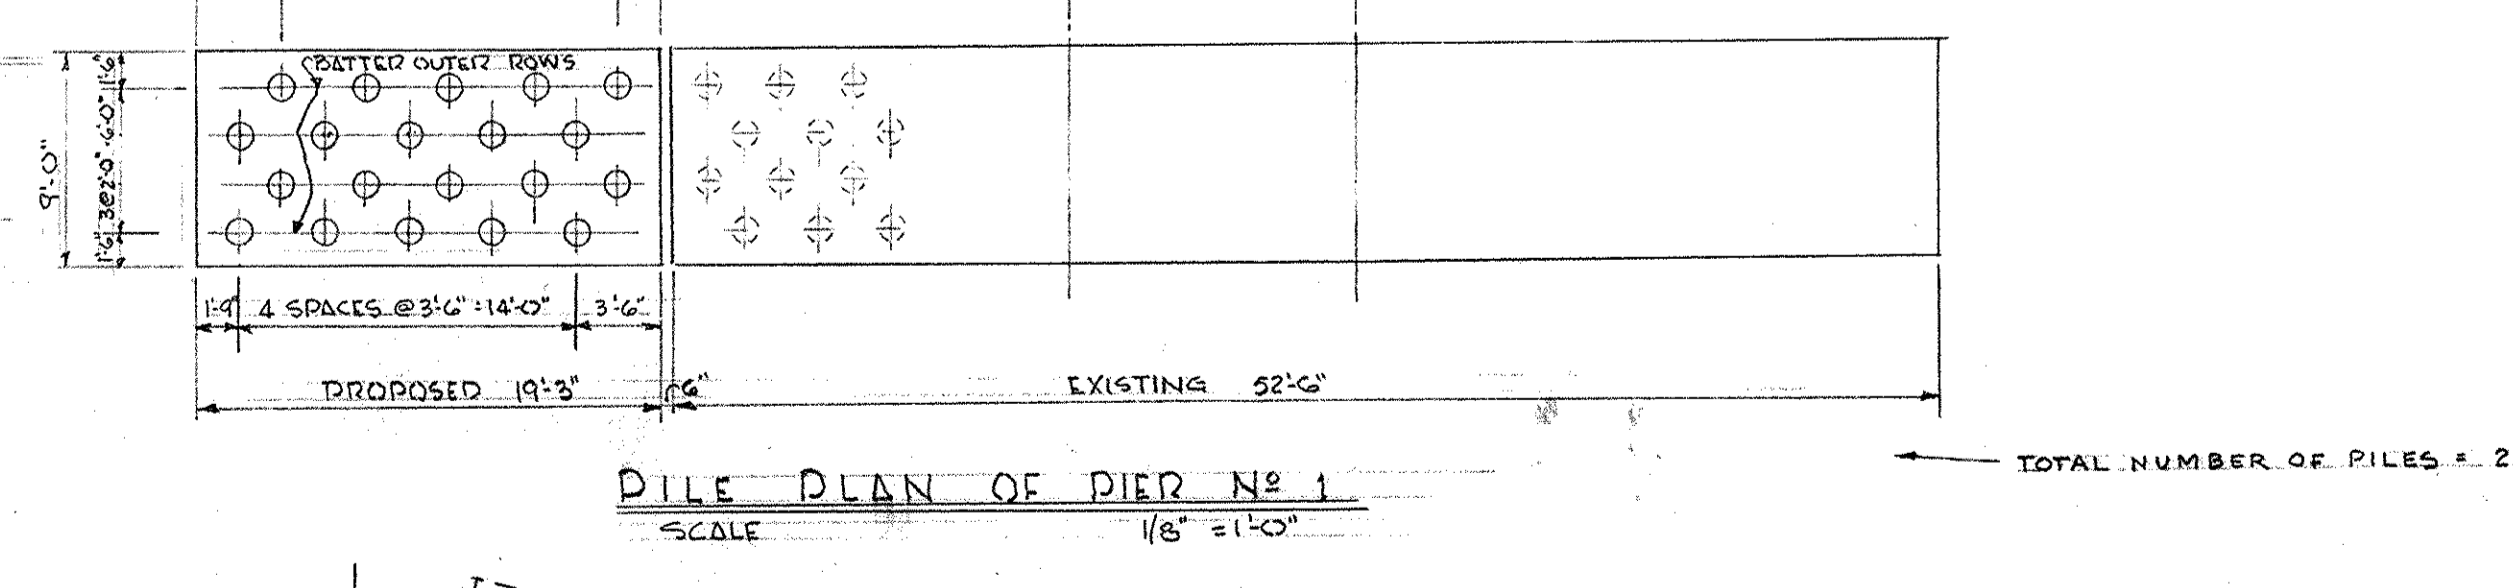 BATTER OUTER ROWS
9'-0"
1'-6"
3@2'-0"=6'-0"
1'-6"
1'-9"
4 SPACES @ 3'-6" = 14'-0"
3'-6"
PROPOSED 19'-3"
6"
EXISTING 52'-6"
TOTAL NUMBER OF PILES = 2
PILE PLAN OF PIER Nº 1
SCALE 1/8" = 1'-0"